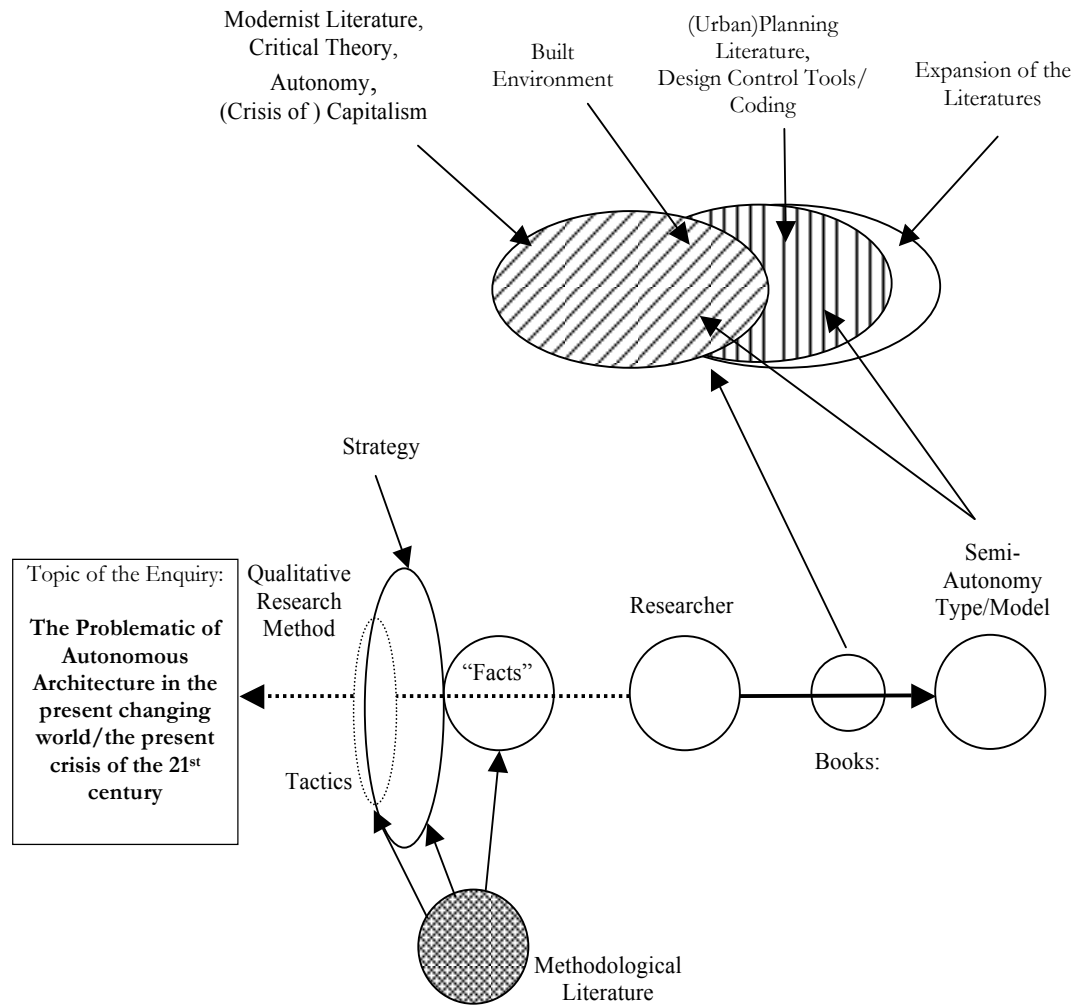 Modernist Literature,
Critical Theory,
Autonomy,
(Crisis of ) Capitalism
Built
Environment
(Urban)Planning
Literature,
Design Control Tools/
Coding
Expansion of the
Literatures
Strategy
Topic of the Enquiry:
The Problematic of
Autonomous
Architecture in the
present changing
world/the present
crisis of the 21st
century
Qualitative
Research
Method
Tactics
“Facts”
Researcher
Books:
Semi-
Autonomy
Type/Model
Methodological
Literature